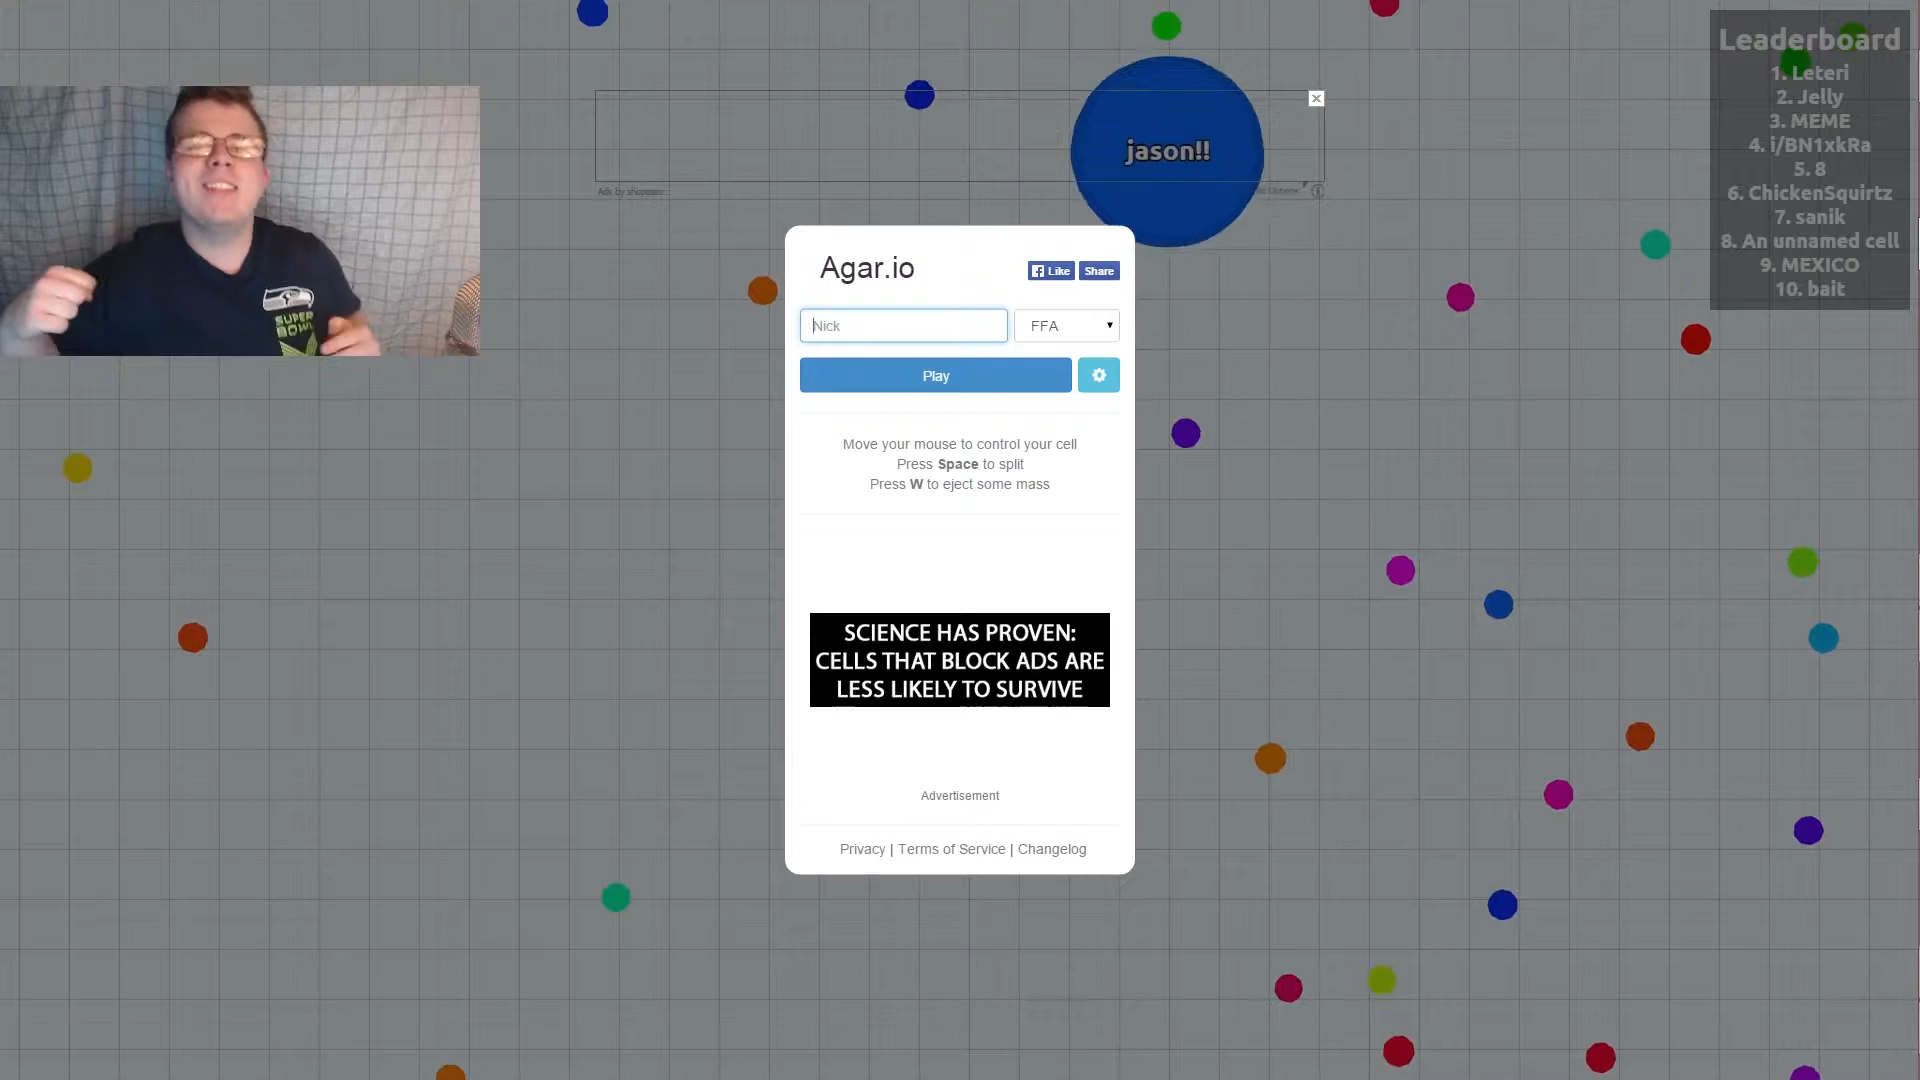 Leaderboard
1. Leteri
2. Jelly
3. MEME
4. i/BN1xkRa
5. 8
6. ChickenSquirtz
7. sanik
8. An unnamed cell
9. MEXICO
10. bait
jason!!
Ads by
Agar.io
Like
Share
Nick
FFA
Play
Move your mouse to control your cell
Press Space to split
Press W to eject some mass
SCIENCE HAS PROVEN:
CELLS THAT BLOCK ADS ARE
LESS LIKELY TO SURVIVE
Advertisement
Privacy | Terms of Service | Changelog
SUPER
BOWL